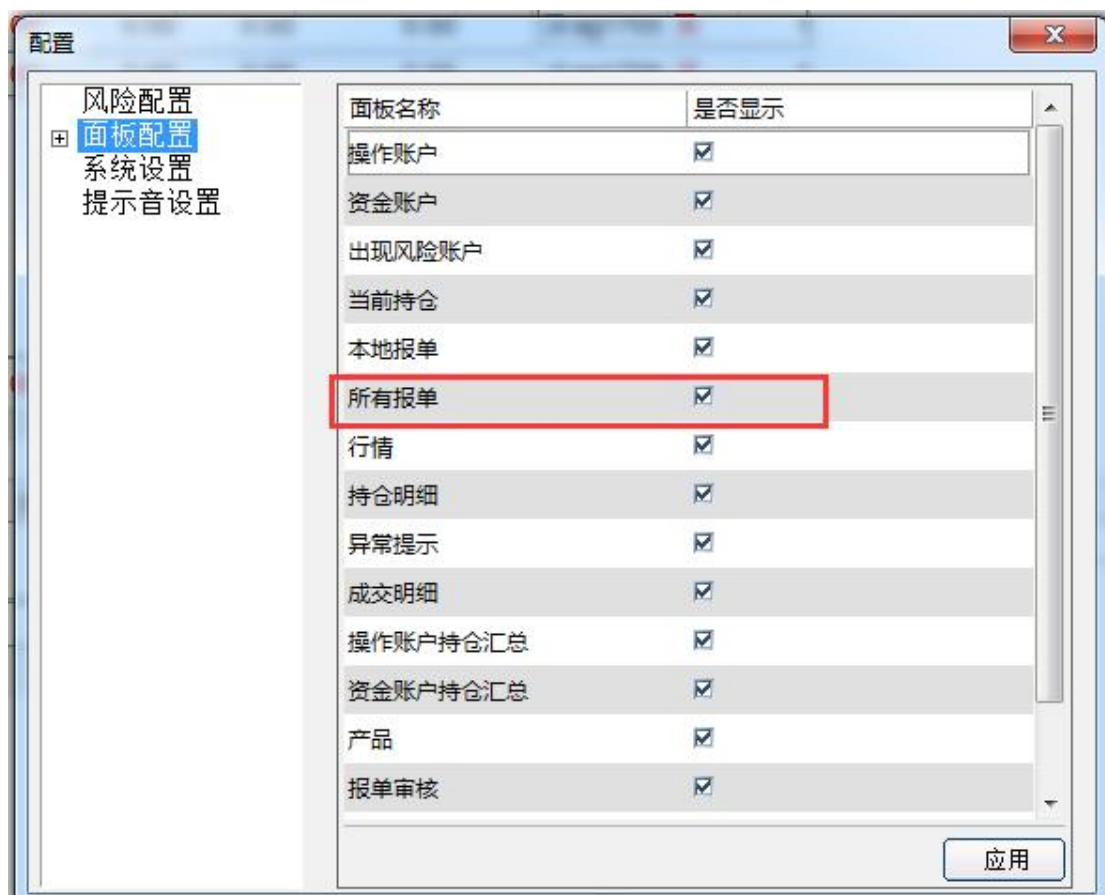 配置
风险配置
面板配置
系统设置
提示音设置
面板名称 是否显示
操作账户
资金账户
出现风险账户
当前持仓
本地报单
所有报单
行情
持仓明细
异常提示
成交明细
操作账户持仓汇总
资金账户持仓汇总
产品
报单审核
应用